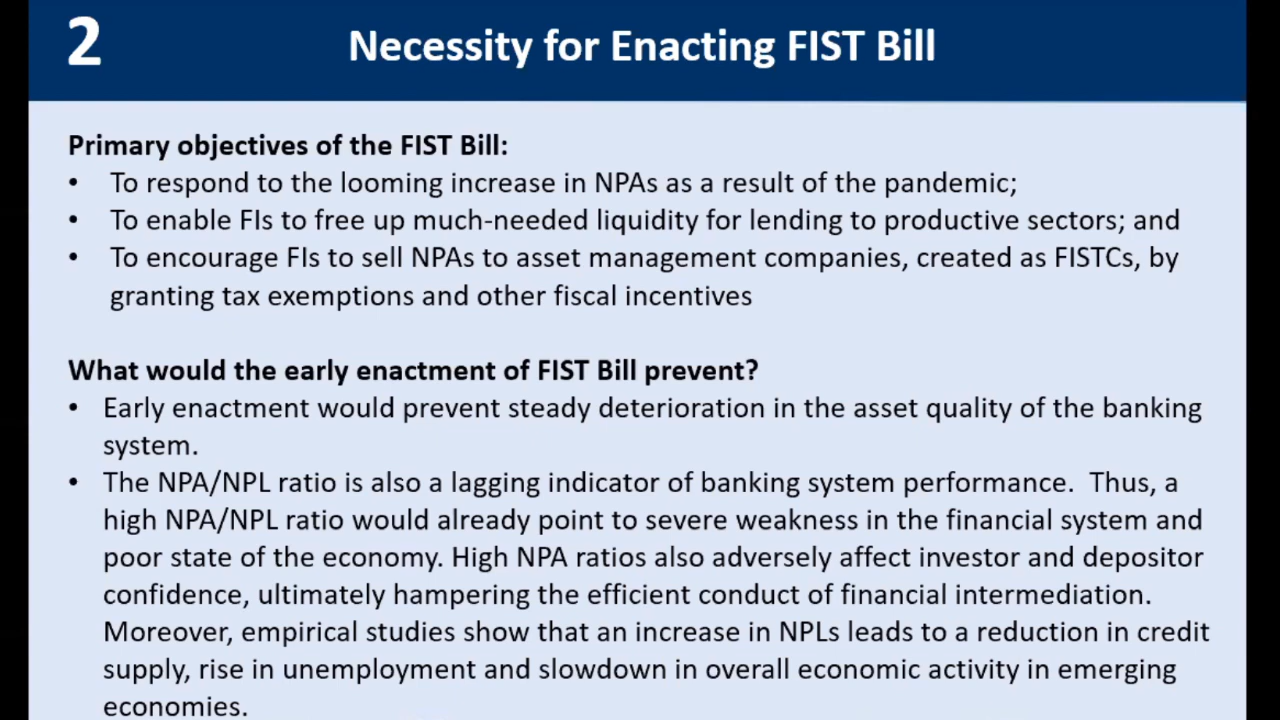 2
Necessity for Enacting FIST Bill
Primary objectives of the FIST Bill:
• To respond to the looming increase in NPAs as a result of the pandemic;
• To enable FIs to free up much-needed liquidity for lending to productive sectors; and
• To encourage FIs to sell NPAs to asset management companies, created as FISTCs, by
granting tax exemptions and other fiscal incentives
What would the early enactment of FIST Bill prevent?
• Early enactment would prevent steady deterioration in the asset quality of the banking
system.
• The NPA/NPL ratio is also a lagging indicator of banking system performance.  Thus, a
high NPA/NPL ratio would already point to severe weakness in the financial system and
poor state of the economy. High NPA ratios also adversely affect investor and depositor
confidence, ultimately hampering the efficient conduct of financial intermediation.
Moreover, empirical studies show that an increase in NPLs leads to a reduction in credit
supply, rise in unemployment and slowdown in overall economic activity in emerging
economies.